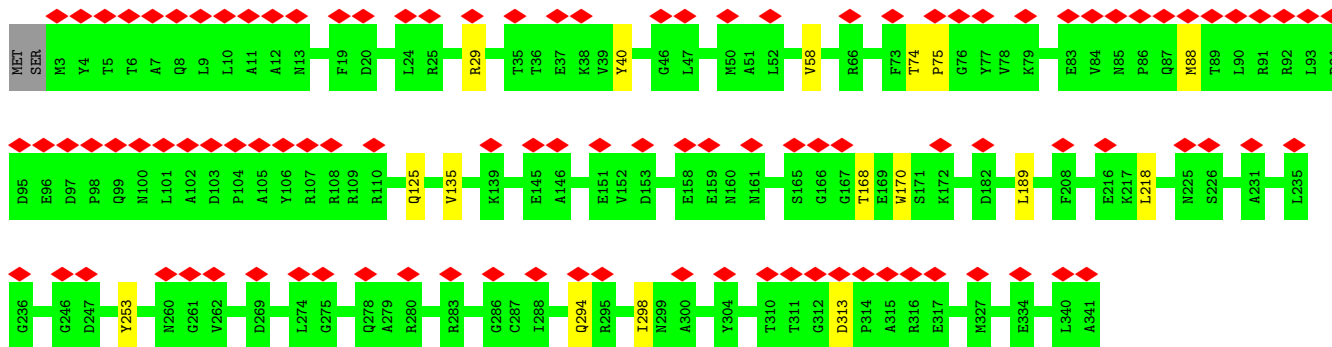 MET SER M3 Y4 T5 T6 A7 Q8 L9 L10 A11 A12 N13 F19 D20 L24 R25 R29 T35 T36 E37 K38 V39 Y40 G46 L47 M50 A51 L52 V58 R66 F73 T74 P75 G76 Y77 V78 K79 E83 V84 N85 P86 Q87 M88 T89 L90 R91 R92 L93
D95 E96 D97 P98 Q99 N100 L101 A102 D103 P104 A105 Y106 R107 R108 R109 R110 Q125 V135 K139 E145 A146 E151 V152 D153 E158 E159 N160 N161 S165 G166 G167 T168 E169 W170 S171 K172 D182 L189 F208 E216 K217 L218 N225 S226 A231 L235
G236 G246 D247 Y253 N260 G261 V262 D269 L274 G275 Q278 A279 R280 R283 G286 C287 I288 Q294 R295 I298 N299 A300 Y304 T310 T311 G312 D313 P314 A315 R316 E317 M327 E334 L340 A341